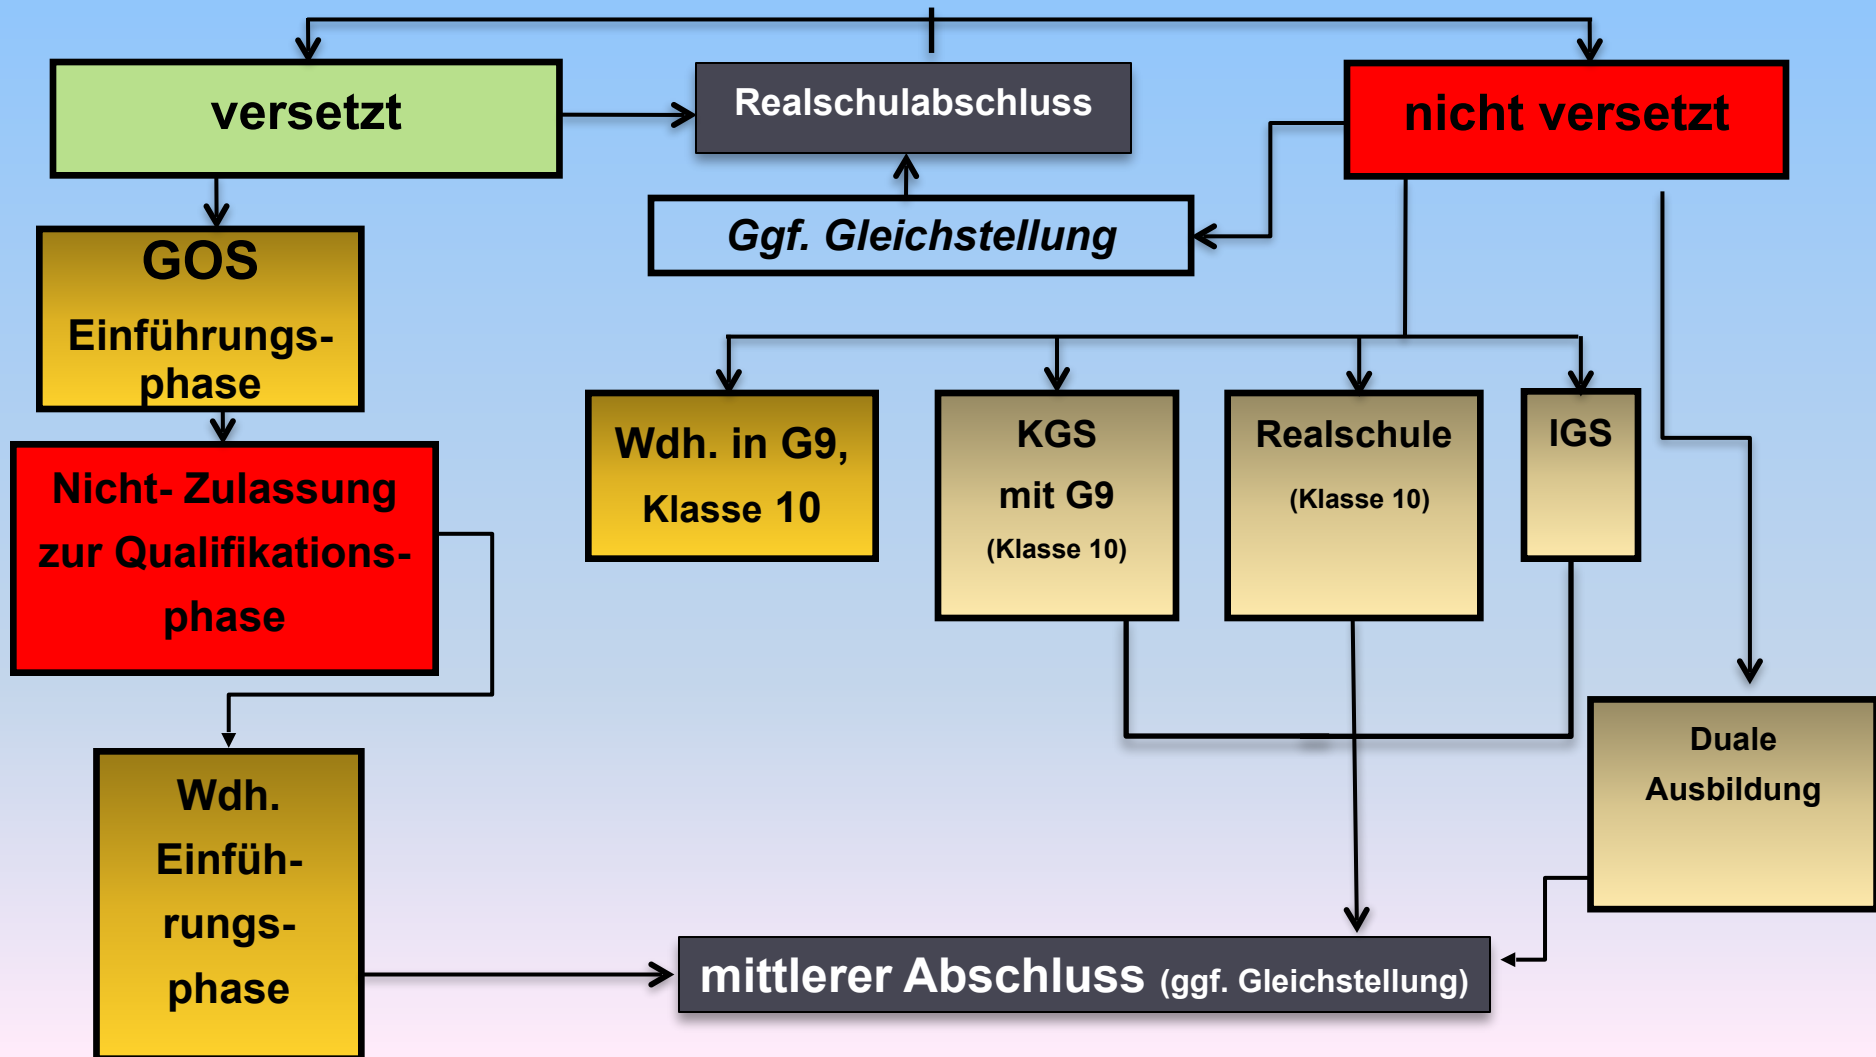 versetzt
Realschulabschluss
nicht versetzt
Ggf. Gleichstellung
GOS
Einführungs-
phase
Wdh. in G9,
Klasse 10
KGS
mit G9
(Klasse 10)
Realschule
(Klasse 10)
IGS
Nicht- Zulassung
zur Qualifikations-
phase
Duale
Ausbildung
Wdh.
Einfüh-
rungs-
phase
mittlerer Abschluss (ggf. Gleichstellung)